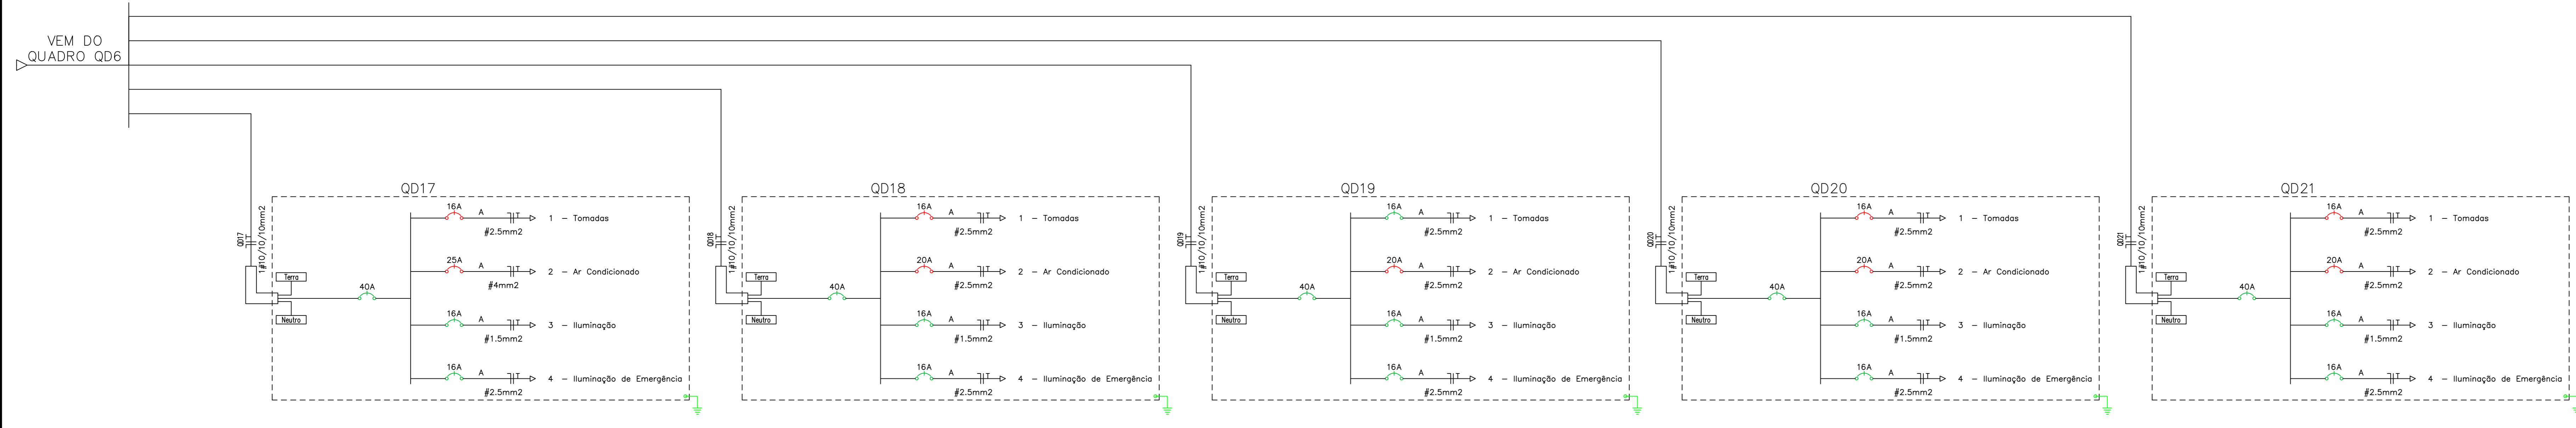 VEM DO
QUADRO QD6
QD17
QD17
1#10/10/10mm2
Terra
Neutro
40A
16A
A
T
1 - Tomadas
#2.5mm2
25A
A
T
2 - Ar Condicionado
#4mm2
16A
A
T
3 - Iluminação
#1.5mm2
16A
A
T
4 - Iluminação de Emergência
#2.5mm2
QD18
QD18
1#10/10/10mm2
Terra
Neutro
40A
16A
A
T
1 - Tomadas
#2.5mm2
20A
A
T
2 - Ar Condicionado
#2.5mm2
16A
A
T
3 - Iluminação
#1.5mm2
16A
A
T
4 - Iluminação de Emergência
#2.5mm2
QD19
QD19
1#10/10/10mm2
Terra
Neutro
40A
16A
A
T
1 - Tomadas
#2.5mm2
20A
A
T
2 - Ar Condicionado
#2.5mm2
16A
A
T
3 - Iluminação
#1.5mm2
16A
A
T
4 - Iluminação de Emergência
#2.5mm2
QD20
QD20
1#10/10/10mm2
Terra
Neutro
40A
16A
A
T
1 - Tomadas
#2.5mm2
20A
A
T
2 - Ar Condicionado
#2.5mm2
16A
A
T
3 - Iluminação
#1.5mm2
16A
A
T
4 - Iluminação de Emergência
#2.5mm2
QD21
QD21
1#10/10/10mm2
Terra
Neutro
40A
16A
A
T
1 - Tomadas
#2.5mm2
20A
A
T
2 - Ar Condicionado
#2.5mm2
16A
A
T
3 - Iluminação
#1.5mm2
16A
A
T
4 - Iluminação de Emergência
#2.5mm2